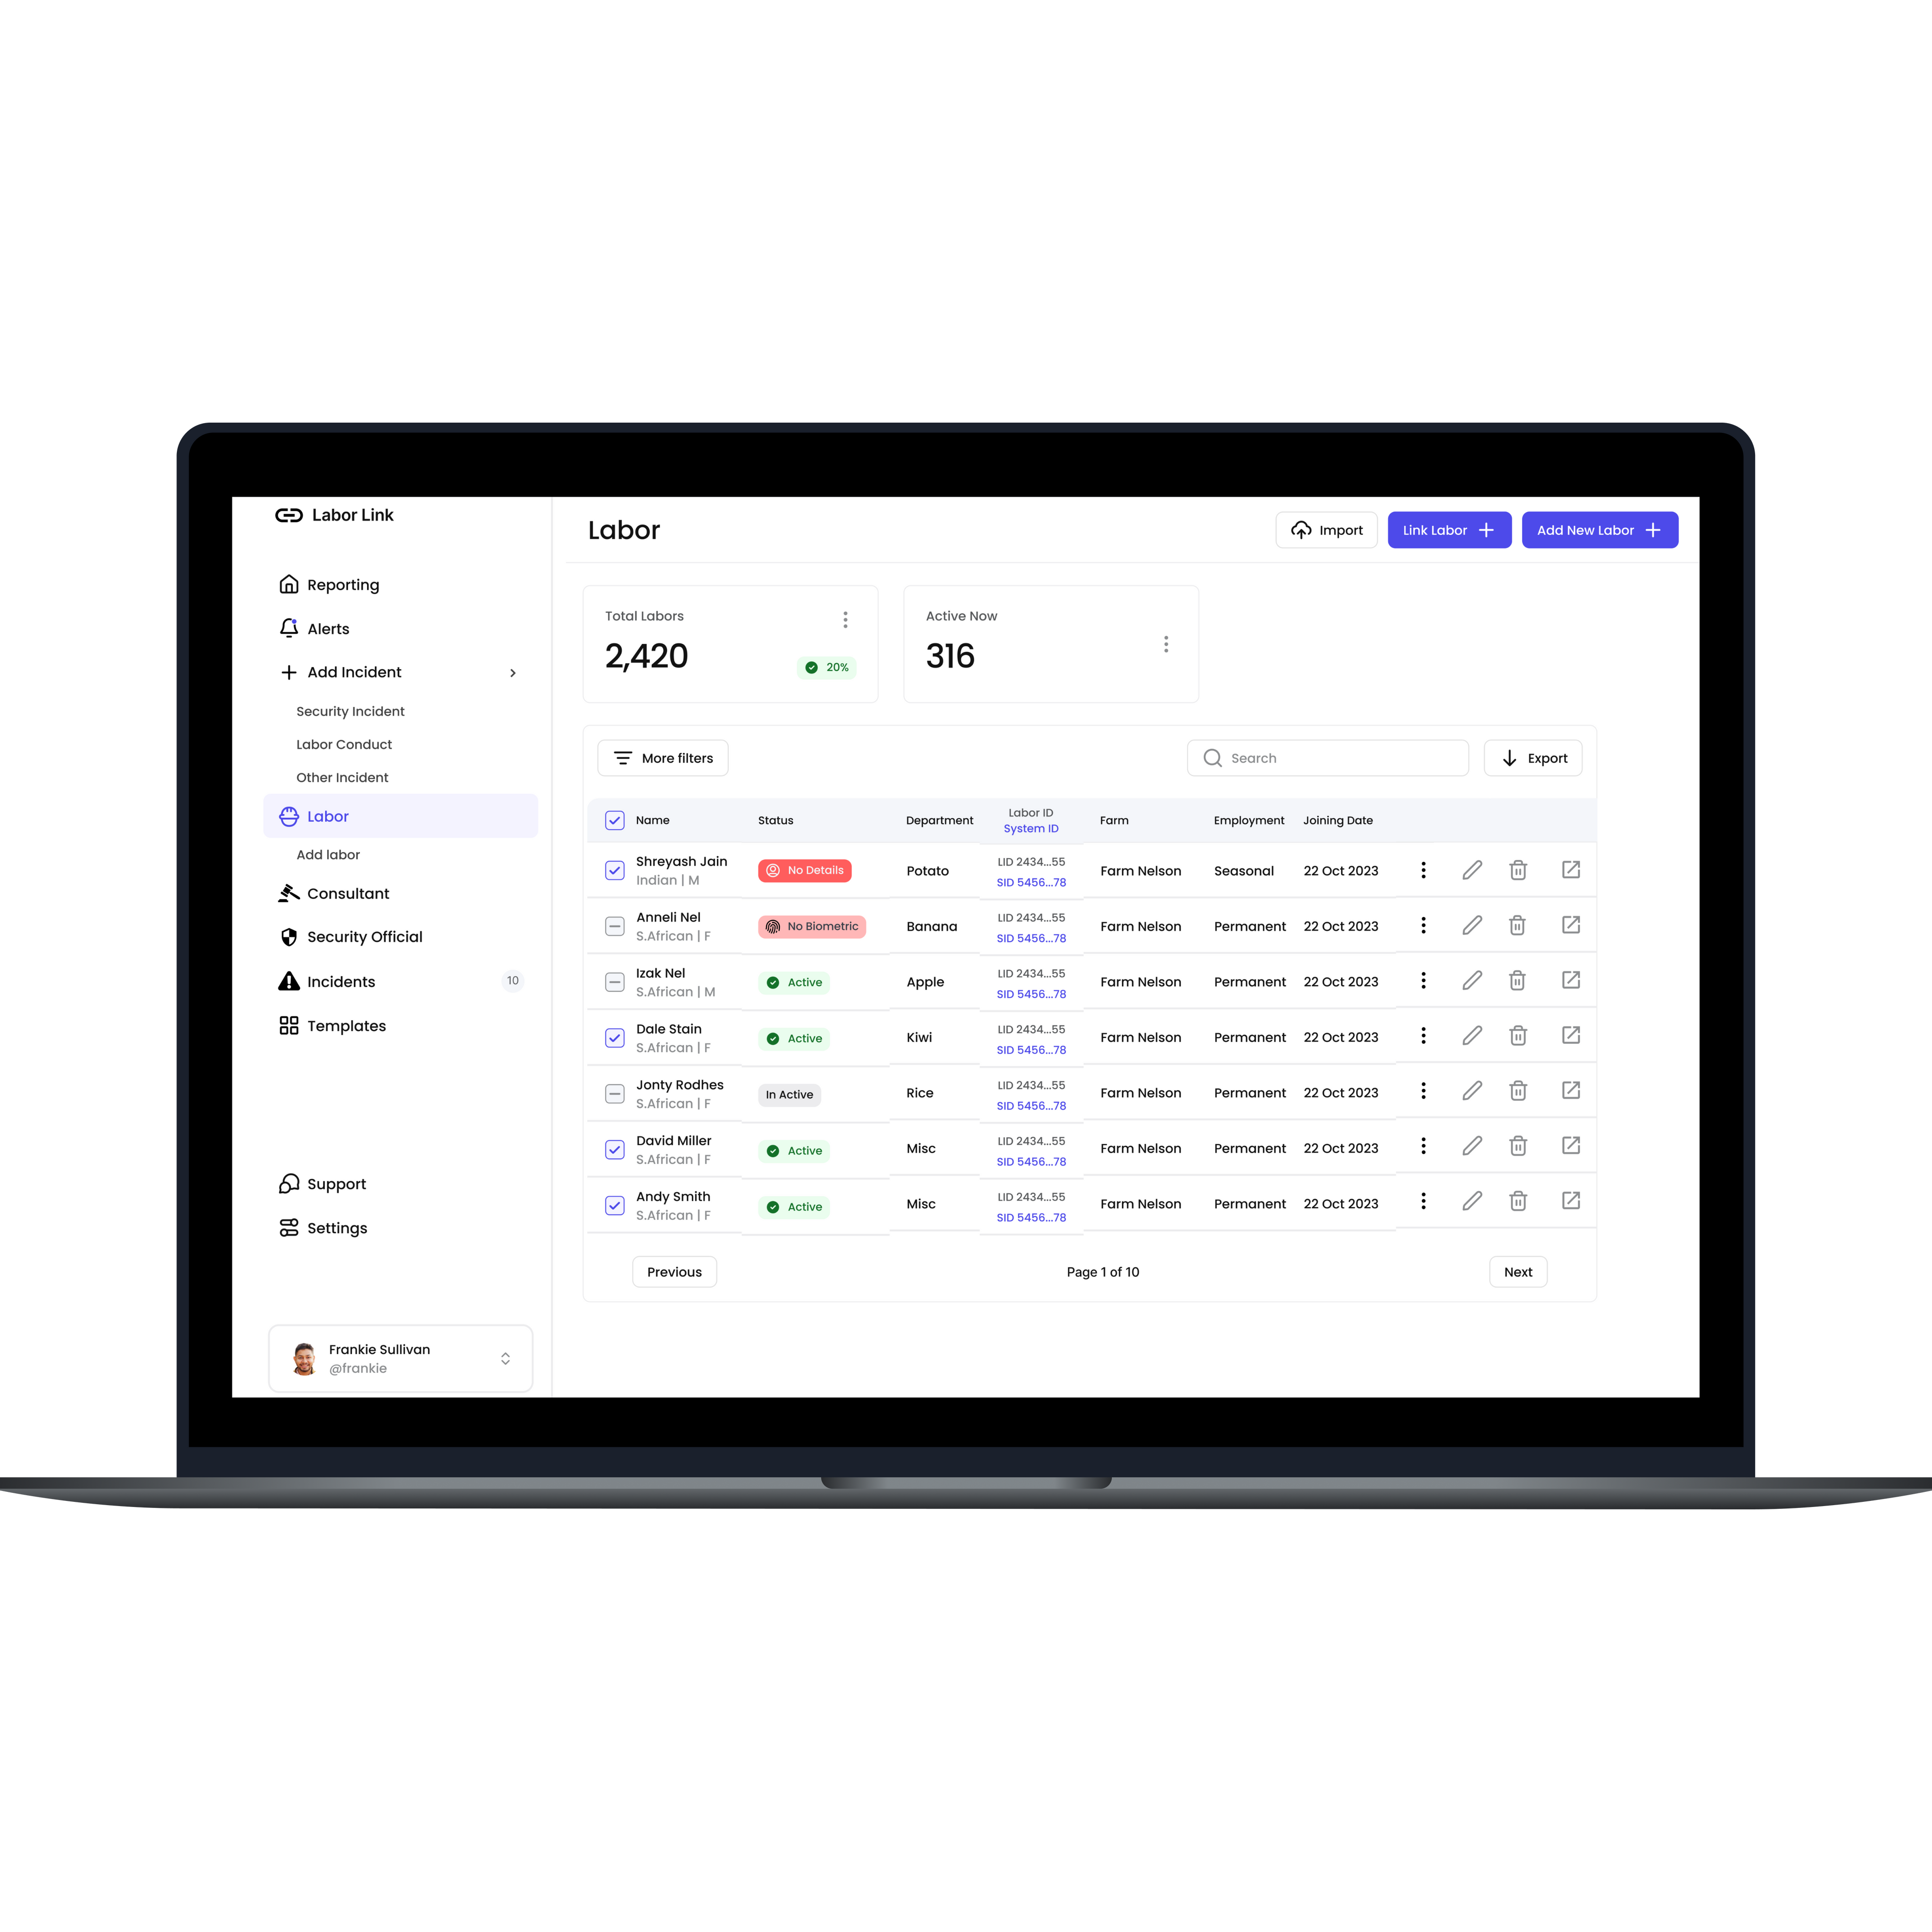 Labor Link
Reporting
Alerts
Add Incident
Security Incident
Labor Conduct
Other Incident
Labor
Add labor
Consultant
Security Official
Incidents 10
Templates
Support
Settings
Frankie Sullivan
@frankie
Labor
Import
Link Labor
Add New Labor
Total Labors
2,420
20%
Active Now
316
More filters
Search
Export
Name Status Department Labor ID System ID Farm Employment Joining Date
Shreyash Jain
Indian | M
No Details
Potato
LID 2434...55
SID 5456...78
Farm Nelson
Seasonal
22 Oct 2023
Anneli Nel
S.African | F
No Biometric
Banana
LID 2434...55
SID 5456...78
Farm Nelson
Permanent
22 Oct 2023
Izak Nel
S.African | M
Active
Apple
LID 2434...55
SID 5456...78
Farm Nelson
Permanent
22 Oct 2023
Dale Stain
S.African | F
Active
Kiwi
LID 2434...55
SID 5456...78
Farm Nelson
Permanent
22 Oct 2023
Jonty Rodhes
S.African | F
In Active
Rice
LID 2434...55
SID 5456...78
Farm Nelson
Permanent
22 Oct 2023
David Miller
S.African | F
Active
Misc
LID 2434...55
SID 5456...78
Farm Nelson
Permanent
22 Oct 2023
Andy Smith
S.African | F
Active
Misc
LID 2434...55
SID 5456...78
Farm Nelson
Permanent
22 Oct 2023
Previous
Page 1 of 10
Next